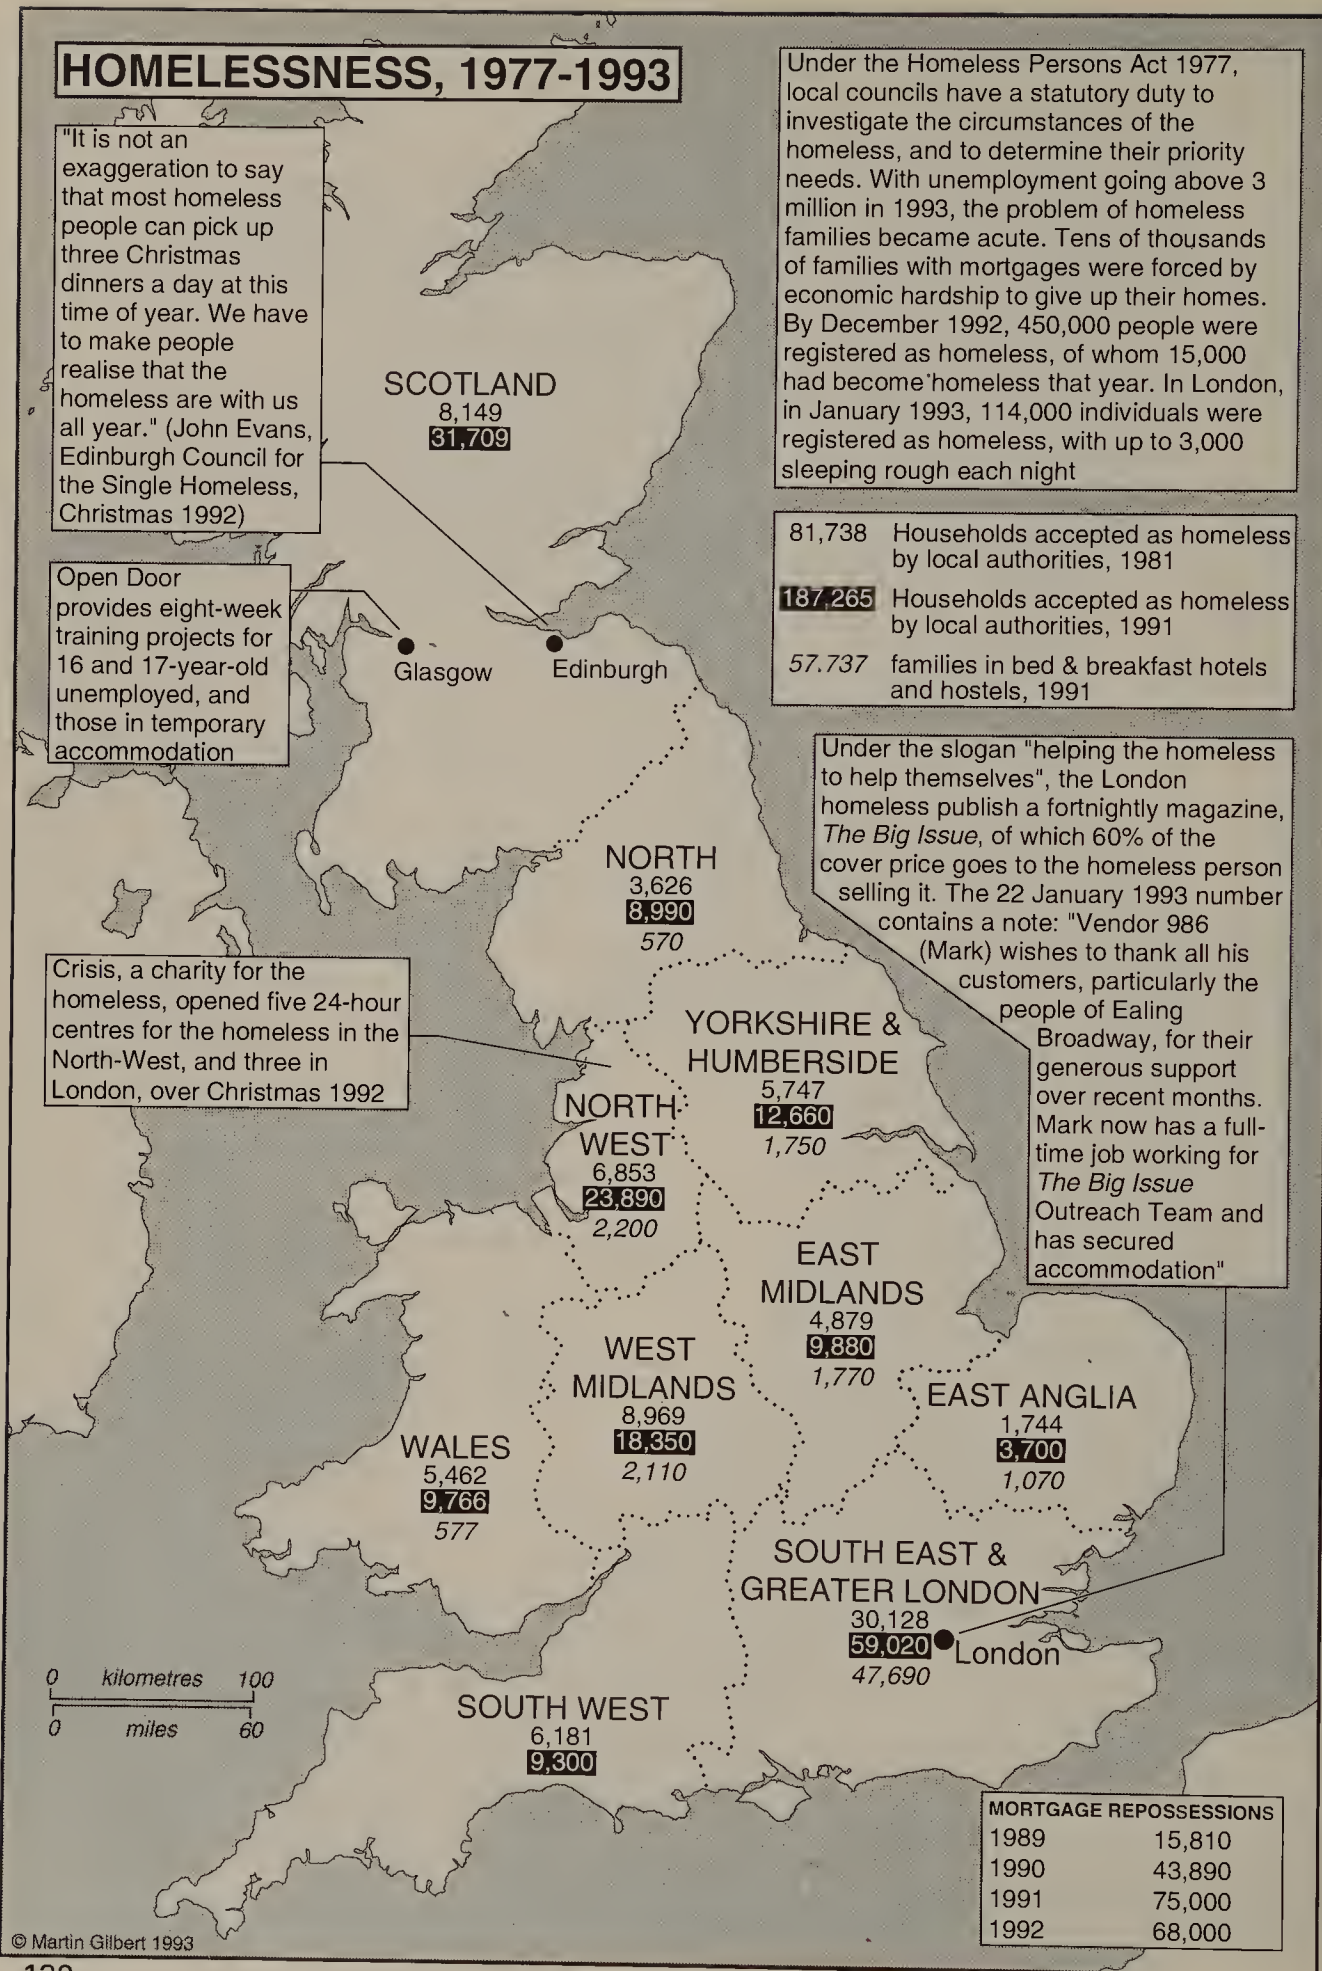 HOMELESSNESS, 1977-1993
"It is not an
exaggeration to say
that most homeless
people can pick up
three Christmas
dinners a day at this
time of year. We have
to make people
realise that the
homeless are with us
all year." (John Evans,
Edinburgh Council for
the Single Homeless,
Christmas 1992)
Under the Homeless Persons Act 1977,
local councils have a statutory duty to
investigate the circumstances of the
homeless, and to determine their priority
needs. With unemployment going above 3
million in 1993, the problem of homeless
families became acute. Tens of thousands
of families with mortgages were forced by
economic hardship to give up their homes.
By December 1992, 450,000 people were
registered as homeless, of whom 15,000
had become homeless that year. In London,
in January 1993, 114,000 individuals were
registered as homeless, with up to 3,000
sleeping rough each night
SCOTLAND
8,149
31,709
81,738 Households accepted as homeless
by local authorities, 1981
187,265 Households accepted as homeless
by local authorities, 1991
57.737 families in bed & breakfast hotels
and hostels, 1991
Open Door
provides eight-week
training projects for
16 and 17-year-old
unemployed, and
those in temporary
accommodation
Glasgow
Edinburgh
Under the slogan "helping the homeless
to help themselves", the London
homeless publish a fortnightly magazine,
The Big Issue, of which 60% of the
cover price goes to the homeless person
selling it. The 22 January 1993 number
contains a note: "Vendor 986
(Mark) wishes to thank all his
customers, particularly the
people of Ealing
Broadway, for their
generous support
over recent months.
Mark now has a full-
time job working for
The Big Issue
Outreach Team and
has secured
accommodation"
NORTH
3,626
8,990
570
Crisis, a charity for the
homeless, opened five 24-hour
centres for the homeless in the
North-West, and three in
London, over Christmas 1992
YORKSHIRE &
HUMBERSIDE
5,747
12,660
1,750
NORTH
WEST
6,853
23,890
2,200
EAST
MIDLANDS
4,879
9,880
1,770
WEST
MIDLANDS
8,969
18,350
2,110
EAST ANGLIA
1,744
3,700
1,070
WALES
5,462
9,766
577
SOUTH EAST &
GREATER LONDON
30,128
59,020
47,690
London
SOUTH WEST
6,181
9,300
0 kilometres 100
0 miles 60
MORTGAGE REPOSSESSIONS
1989 15,810
1990 43,890
1991 75,000
1992 68,000
© Martin Gilbert 1993